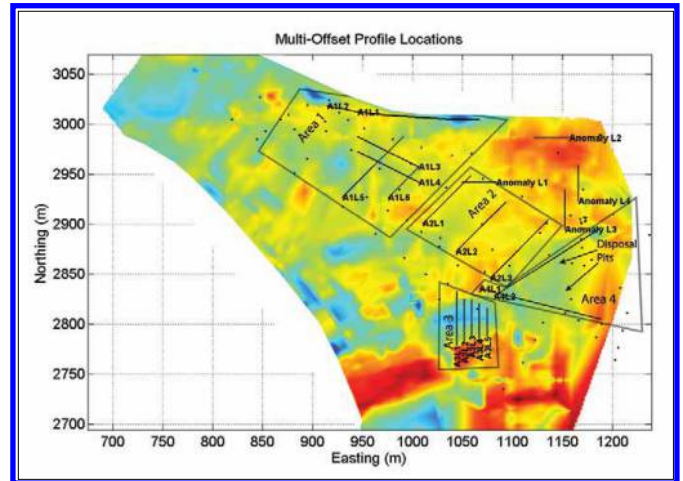 Multi-Offset Profile Locations
3050
3000
2950
2900
2850
2800
2750
2700
Northing (m)
A1L2
A1L1
Area 1
Anomaly L2
A1L3
A1L4
Anomaly L1
A1L5
A1L6
Area 2
Anomaly L4
A2L1
Anomaly L3
A2L2
Disposal
Pits
A2L3
A4L1
A4L2
Area 4
Area 3
700
750
800
850
900
950
1000
1050
1100
1150
1200
Easting (m)